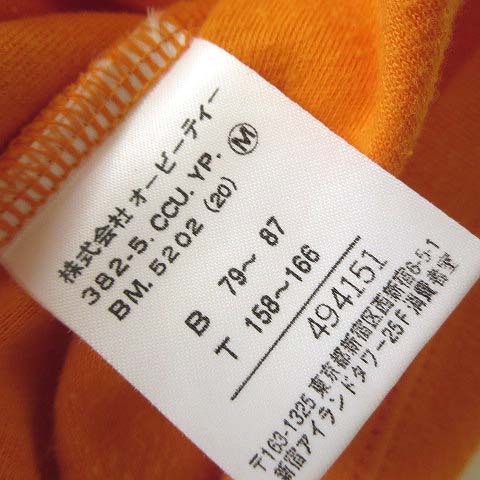 株式会社 オーピーティー
382-5. CCU. YP. Ⓜ
BM. 5202 (20)
B 79~ 87
T 158~166
494151
〒163-1325 東京都新宿区西新宿6-5-1
新宿アイランドタワー25F 消費者室